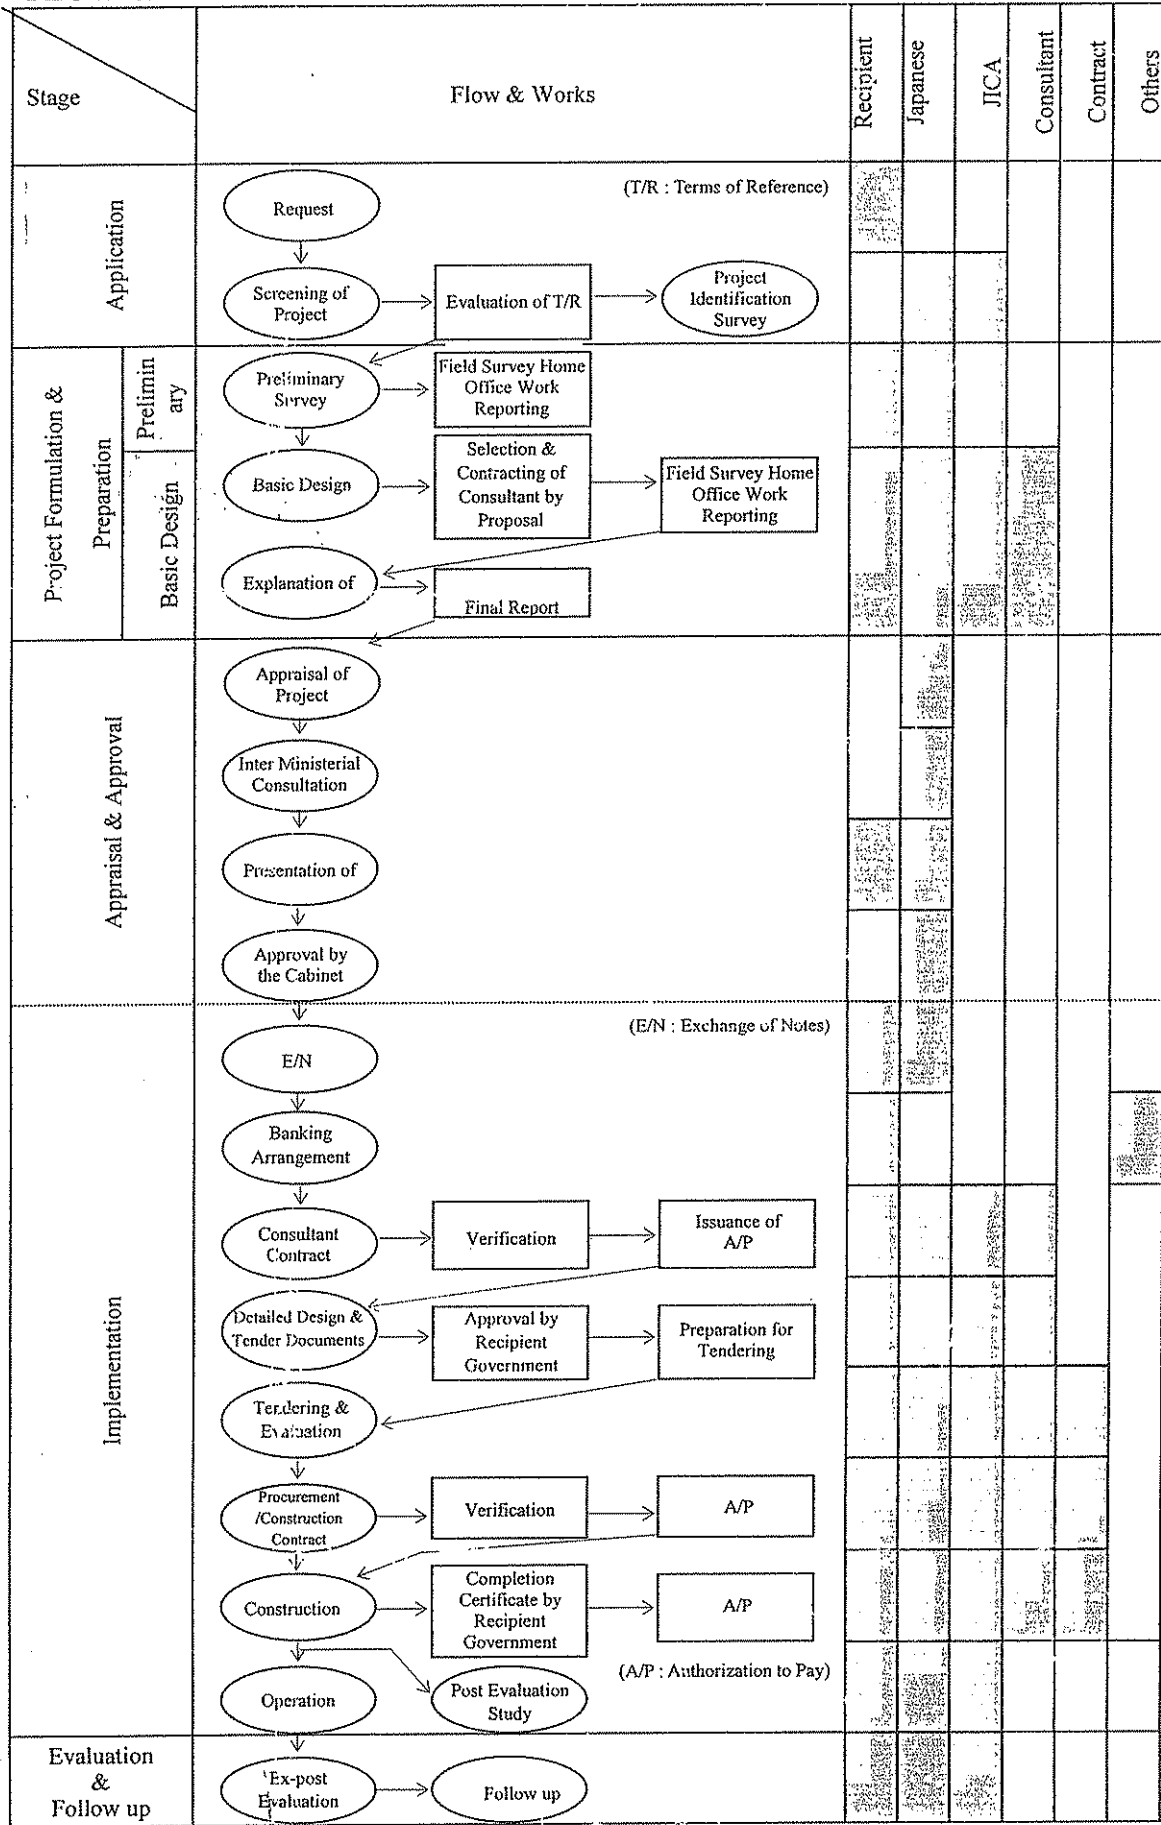 Stage
Flow & Works
Recipient
Japanese
JICA
Consultant
Contract
Others
Application
(T/R : Terms of Reference)
Request
Screening of
Project
Evaluation of T/R
Project
Identification
Survey
Project Formulation &
Preparation
Prelimin
ary
Preliminary
Survey
Field Survey Home
Office Work
Reporting
Basic Design
Basic Design
Selection &
Contracting of
Consultant by
Proposal
Field Survey Home
Office Work
Reporting
Explanation of
Final Report
Appraisal & Approval
Appraisal of
Project
Inter Ministerial
Consultation
Presentation of
Approval by
the Cabinet
Implementation
(E/N : Exchange of Notes)
E/N
Banking
Arrangement
Consultant
Contract
Verification
Issuance of
A/P
Detailed Design &
Tender Documents
Approval by
Recipient
Government
Preparation for
Tendering
Tendering &
Evaluation
Procurement
/Construction
Contract
Verification
A/P
Construction
Completion
Certificate by
Recipient
Government
A/P
(A/P : Authorization to Pay)
Operation
Post Evaluation
Study
Evaluation
&
Follow up
Ex-post
Evaluation
Follow up